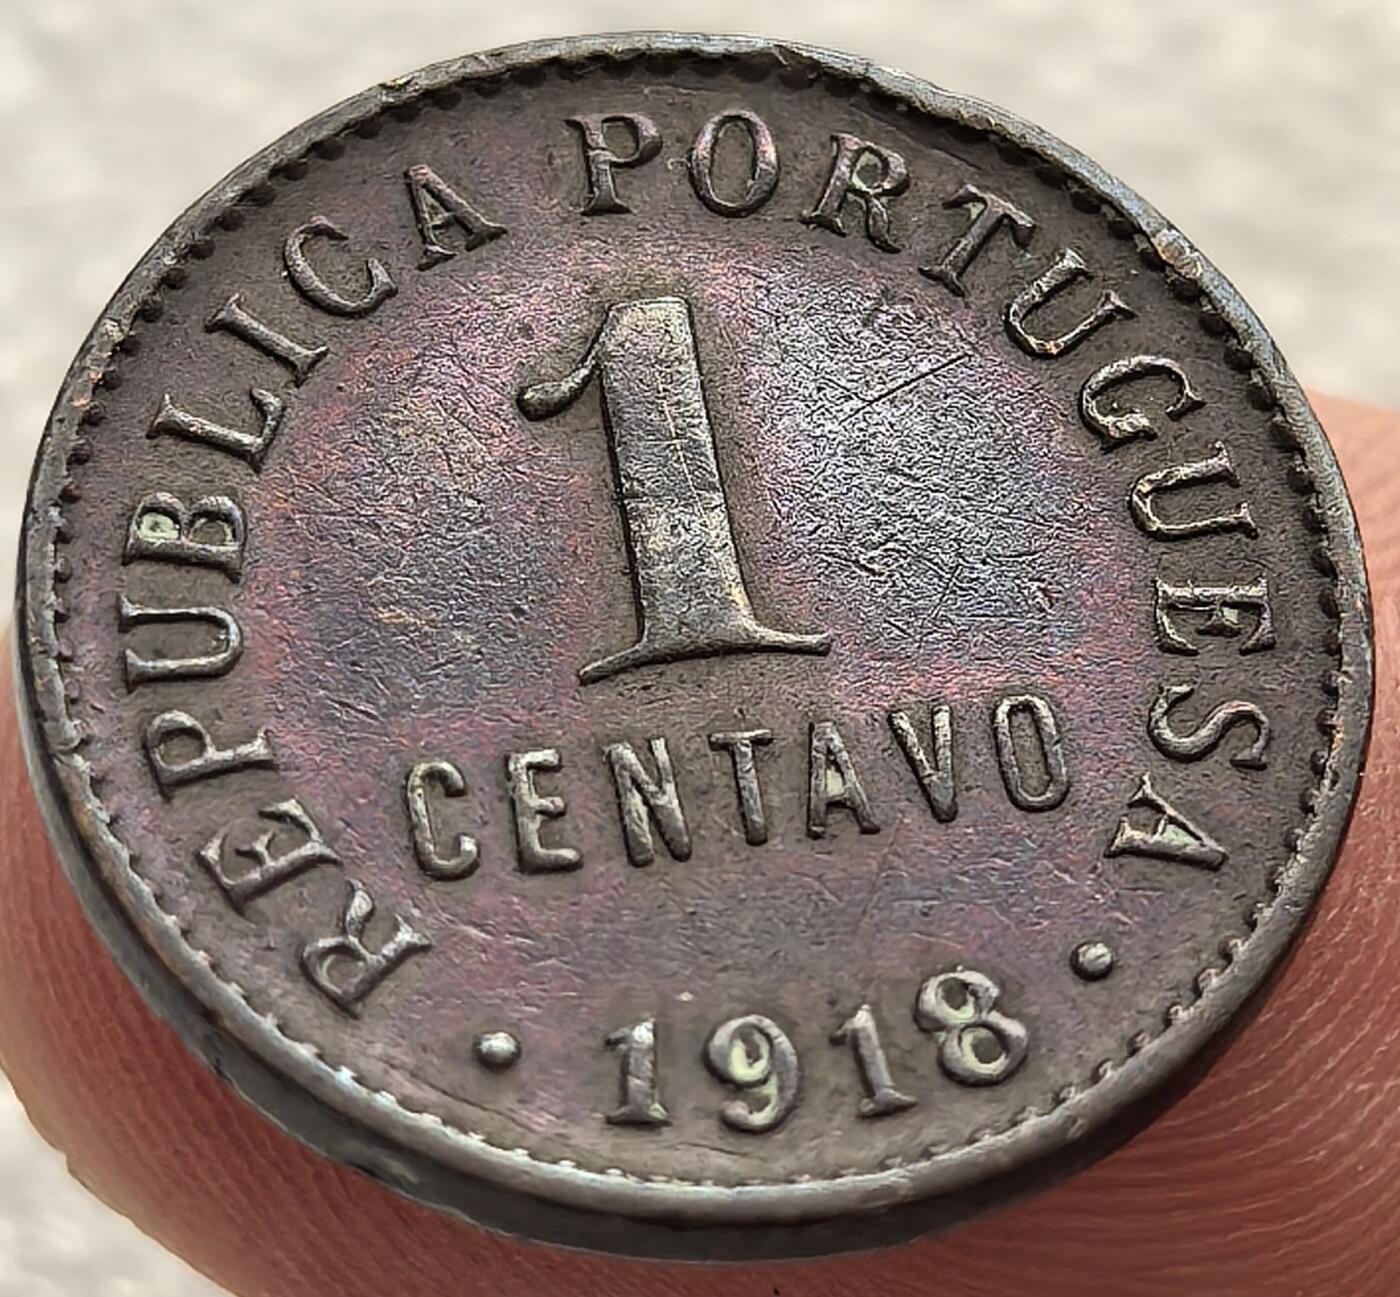 REPUBLICA PORTUGUESA
1
CENTAVO
• 1918 •